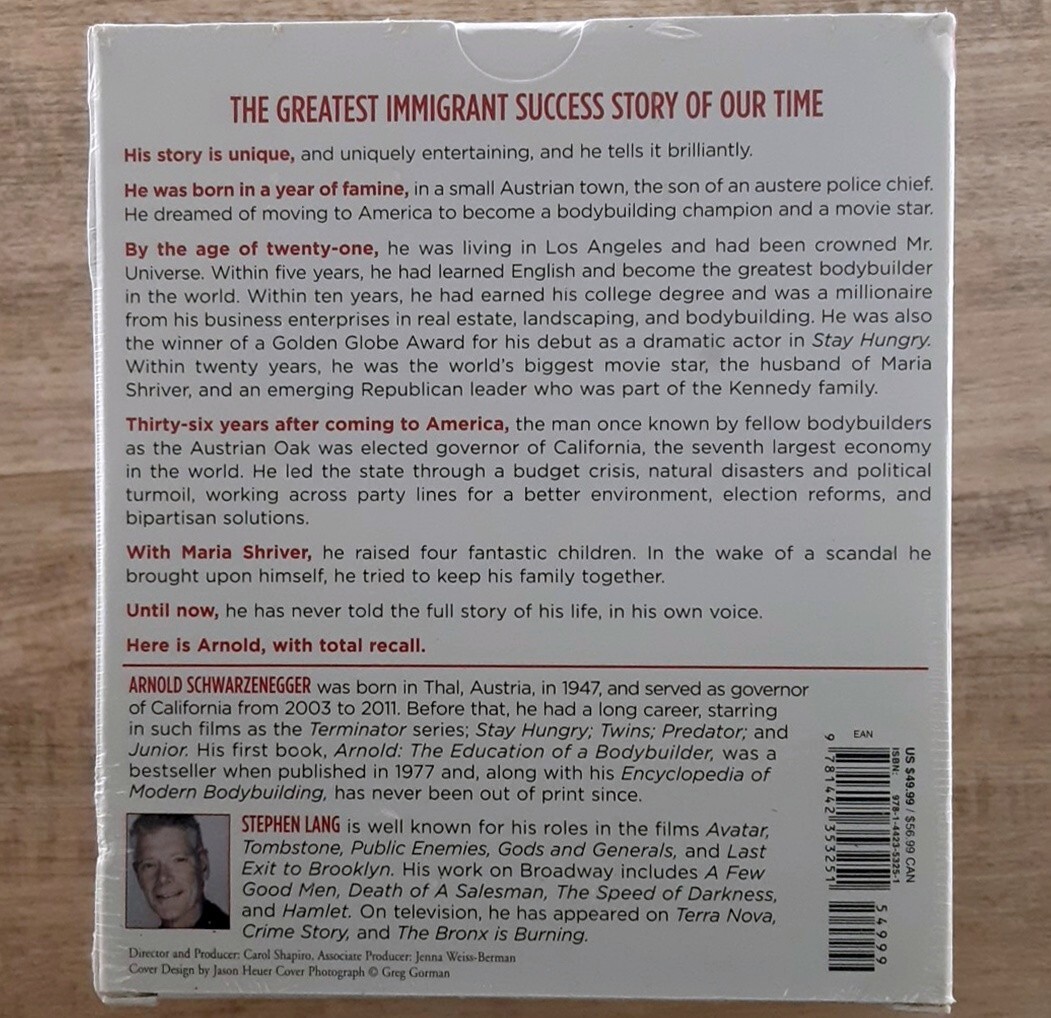 THE GREATEST IMMIGRANT SUCCESS STORY OF OUR TIME
His story is unique, and uniquely entertaining, and he tells it brilliantly.
He was born in a year of famine, in a small Austrian town, the son of an austere police chief.
He dreamed of moving to America to become a bodybuilding champion and a movie star.
By the age of twenty-one, he was living in Los Angeles and had been crowned Mr.
Universe. Within five years, he had learned English and become the greatest bodybuilder
in the world. Within ten years, he had earned his college degree and was a millionaire
from his business enterprises in real estate, landscaping, and bodybuilding. He was also
the winner of a Golden Globe Award for his debut as a dramatic actor in Stay Hungry.
Within twenty years, he was the world's biggest movie star, the husband of Maria
Shriver, and an emerging Republican leader who was part of the Kennedy family.
Thirty-six years after coming to America, the man once known by fellow bodybuilders
as the Austrian Oak was elected governor of California, the seventh largest economy
in the world. He led the state through a budget crisis, natural disasters and political
turmoil, working across party lines for a better environment, election reforms, and
bipartisan solutions.
With Maria Shriver, he raised four fantastic children. In the wake of a scandal he
brought upon himself, he tried to keep his family together.
Until now, he has never told the full story of his life, in his own voice.
Here is Arnold, with total recall.
ARNOLD SCHWARZENEGGER was born in Thal, Austria, in 1947, and served as governor
of California from 2003 to 2011. Before that, he had a long career, starring
in such films as the Terminator series; Stay Hungry; Twins; Predator; and
Junior. His first book, Arnold: The Education of a Bodybuilder, was a
bestseller when published in 1977 and, along with his Encyclopedia of
Modern Bodybuilding, has never been out of print since.
STEPHEN LANG is well known for his roles in the films Avatar,
Tombstone, Public Enemies, Gods and Generals, and Last
Exit to Brooklyn. His work on Broadway includes A Few
Good Men, Death of A Salesman, The Speed of Darkness,
and Hamlet. On television, he has appeared on Terra Nova,
Crime Story, and The Bronx is Burning.
Director and Producer: Carol Shapiro, Associate Producer: Jenna Weiss-Berman
Cover Design by Jason Heuer Cover Photograph © Greg Gorman
EAN
9 781442 353251
54999
ISBN: 978-1-4423-5325-1
US $49.99 / $56.99 CAN